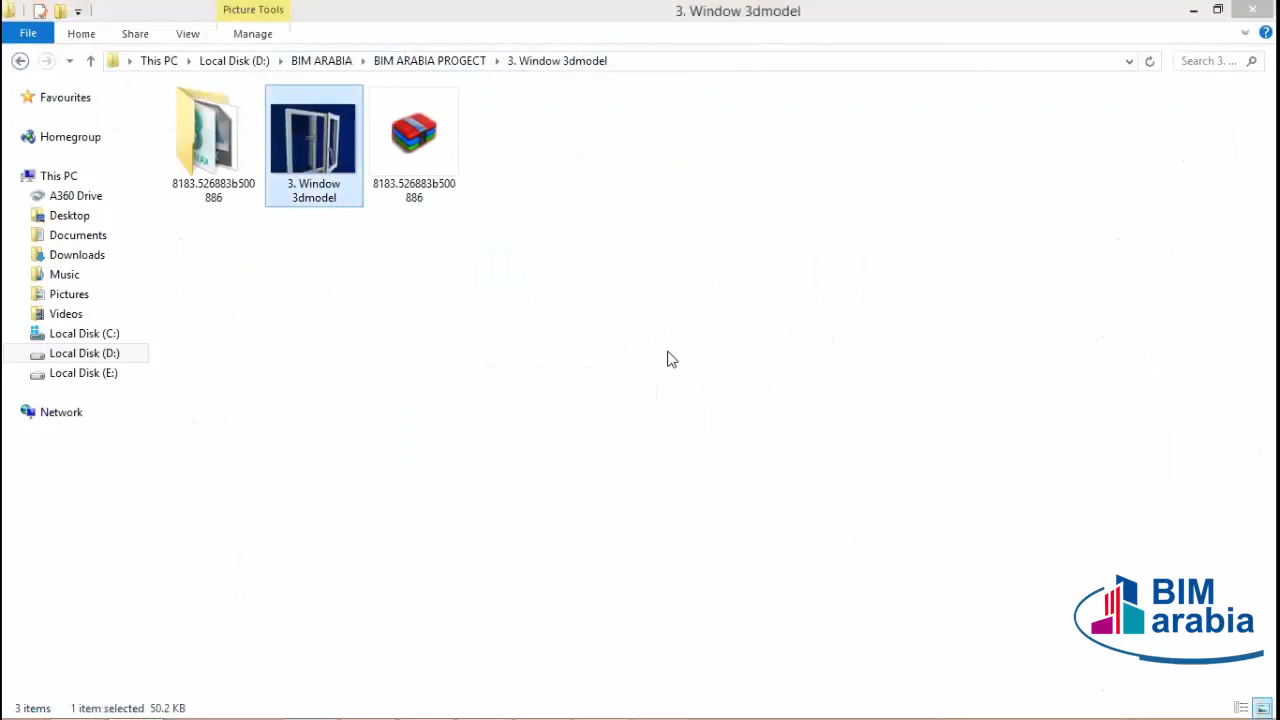 Picture Tools
3. Window 3dmodel
File
Home
Share
View
Manage
This PC
Local Disk (D:)
BIM ARABIA
BIM ARABIA PROGECT
3. Window 3dmodel
Search 3. ...
Favourites
Homegroup
This PC
A360 Drive
Desktop
Documents
Downloads
Music
Pictures
Videos
Local Disk (C:)
Local Disk (D:)
Local Disk (E:)
Network
MAX
8183.526883b500
886
3. Window
3dmodel
8183.526883b500
886
BIM
arabia
3 items
1 item selected 50.2 KB